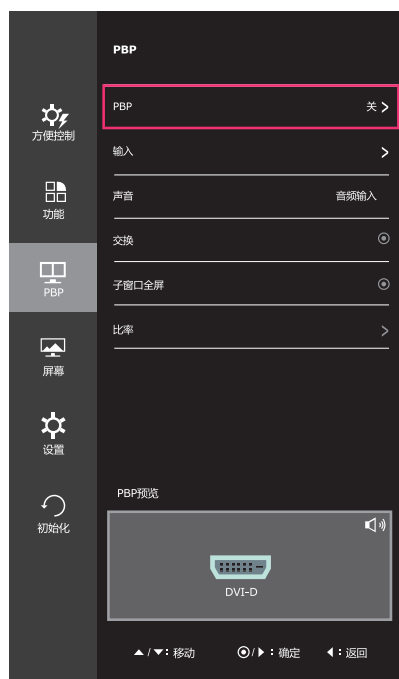 PBP
PBP 关
输入
声音 音频输入
交换
子窗口全屏
比率
方便控制
功能
PBP
屏幕
设置
初始化
PBP预览
DVI-D
▲/▼: 移动 ◉/▶: 确定 ◀: 返回